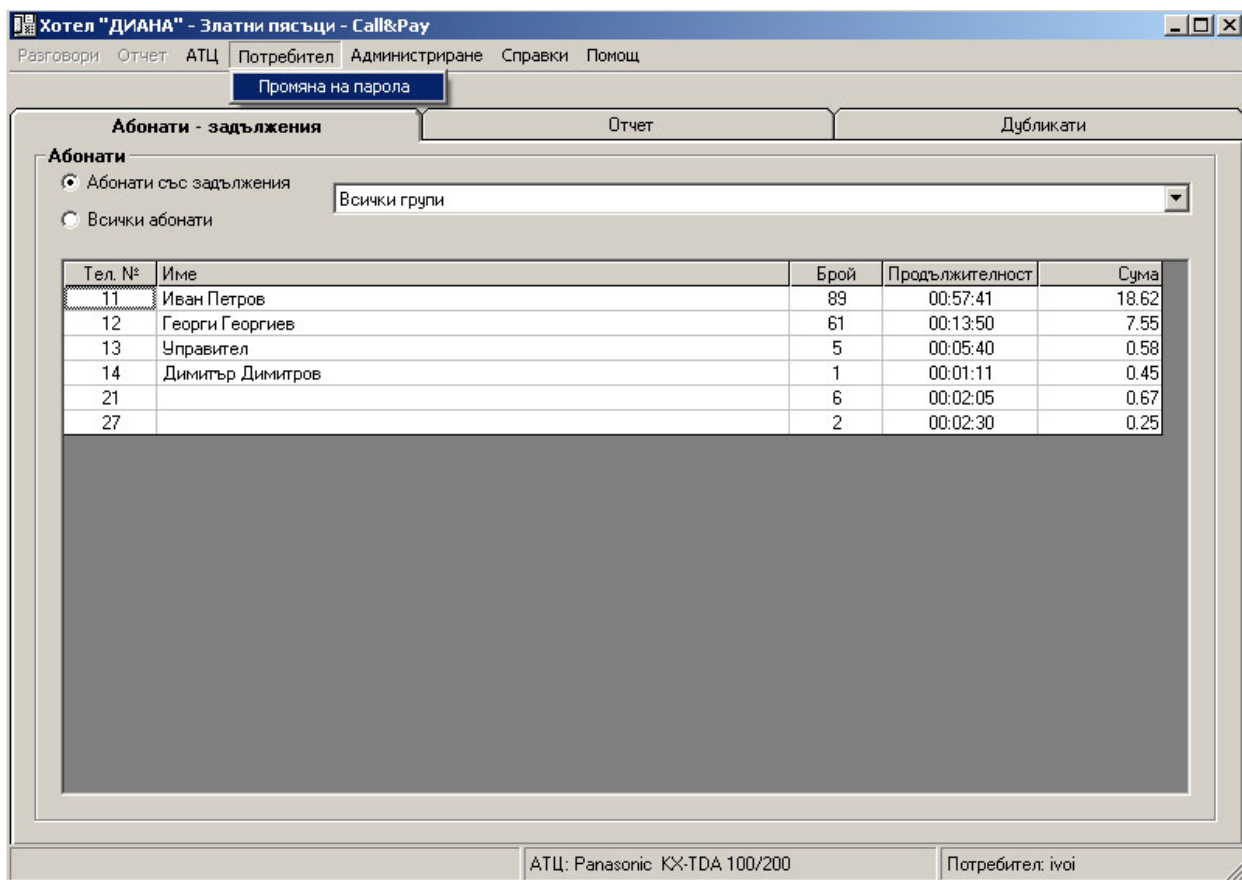 Хотел "ДИАНА" - Златни пясъци - Call&Pay
Разговори Отчет АТЦ Потребител Администриране Справки Помощ
Промяна на парола
Абонати - задължения Отчет Дубликати
Абонати
Абонати със задължения
Всички групи
Всички абонати
Тел. № Име Брой Продължителност Сума
11 Иван Петров 89 00:57:41 18.62
12 Георги Георгиев 61 00:13:50 7.55
13 Управител 5 00:05:40 0.58
14 Димитър Димитров 1 00:01:11 0.45
21 6 00:02:05 0.67
27 2 00:02:30 0.25
АТЦ: Panasonic KX-TDA 100/200 Потребител: ivoi